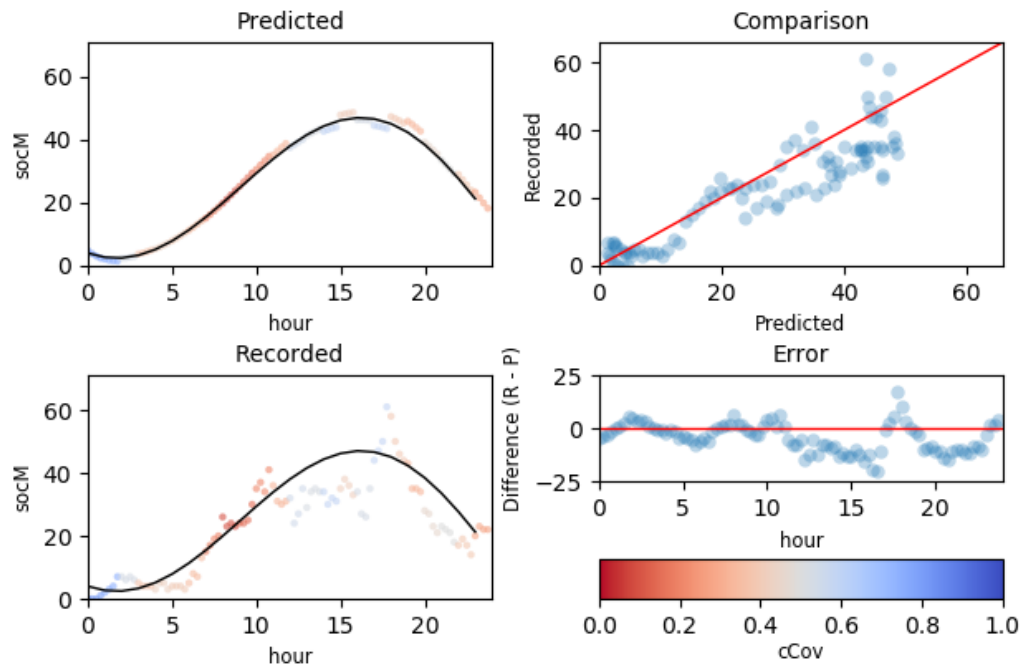 Predicted
60
40
20
0
socM
0 5 10 15 20
hour
Comparison
60
40
20
0
Recorded
0 20 40 60
Predicted
Recorded
60
40
20
0
socM
0 5 10 15 20
hour
Error
25
0
−25
Difference (R - P)
0 5 10 15 20
hour
0.0 0.2 0.4 0.6 0.8 1.0
cCov